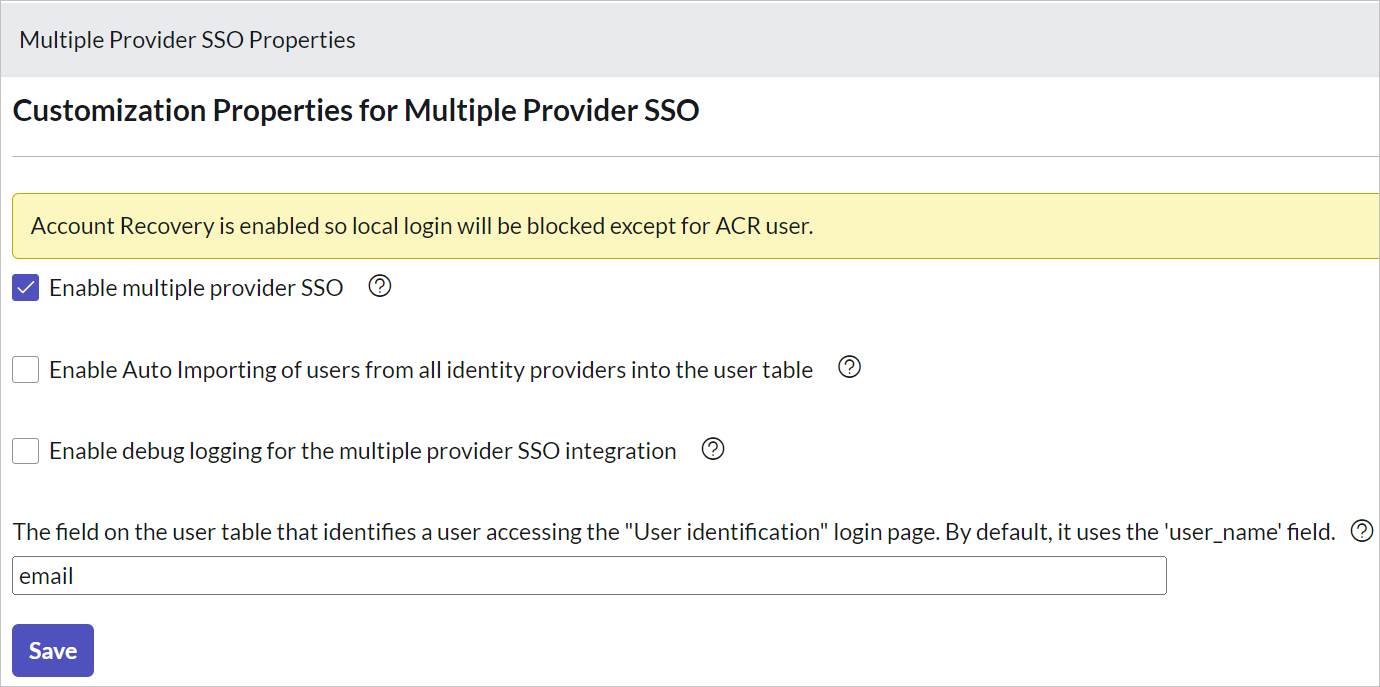 Multiple Provider SSO Properties
Customization Properties for Multiple Provider SSO
Account Recovery is enabled so local login will be blocked except for ACR user.
Enable multiple provider SSO ?
Enable Auto Importing of users from all identity providers into the user table ?
Enable debug logging for the multiple provider SSO integration ?
The field on the user table that identifies a user accessing the "User identification" login page. By default, it uses the 'user_name' field. ?
email
Save